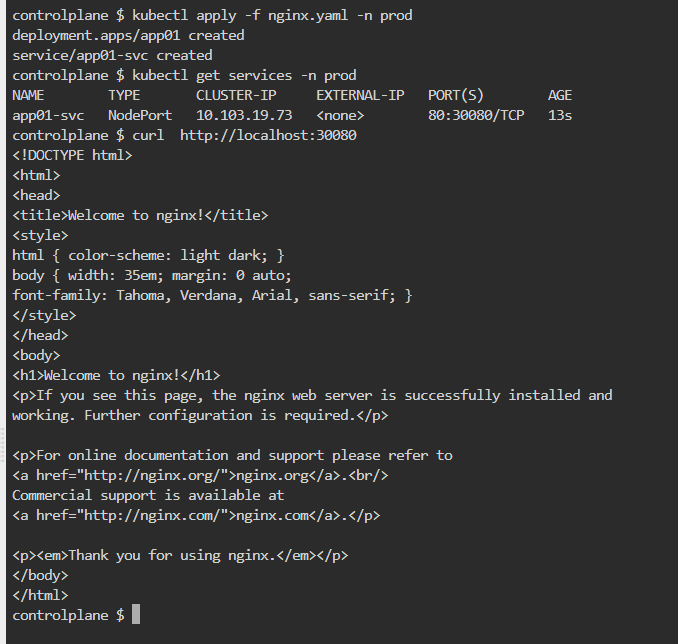 controlplane $ kubectl apply -f nginx.yaml -n prod
deployment.apps/app01 created
service/app01-svc created
controlplane $ kubectl get services -n prod
NAME        TYPE       CLUSTER-IP     EXTERNAL-IP   PORT(S)        AGE
app01-svc   NodePort   10.103.19.73   <none>        80:30080/TCP   13s
controlplane $ curl  http://localhost:30080
<!DOCTYPE html>
<html>
<head>
<title>Welcome to nginx!</title>
<style>
html { color-scheme: light dark; }
body { width: 35em; margin: 0 auto;
font-family: Tahoma, Verdana, Arial, sans-serif; }
</style>
</head>
<body>
<h1>Welcome to nginx!</h1>
<p>If you see this page, the nginx web server is successfully installed and
working. Further configuration is required.</p>

<p>For online documentation and support please refer to
<a href="http://nginx.org/">nginx.org</a>.<br/>
Commercial support is available at
<a href="http://nginx.com/">nginx.com</a>.</p>

<p><em>Thank you for using nginx.</em></p>
</body>
</html>
controlplane $